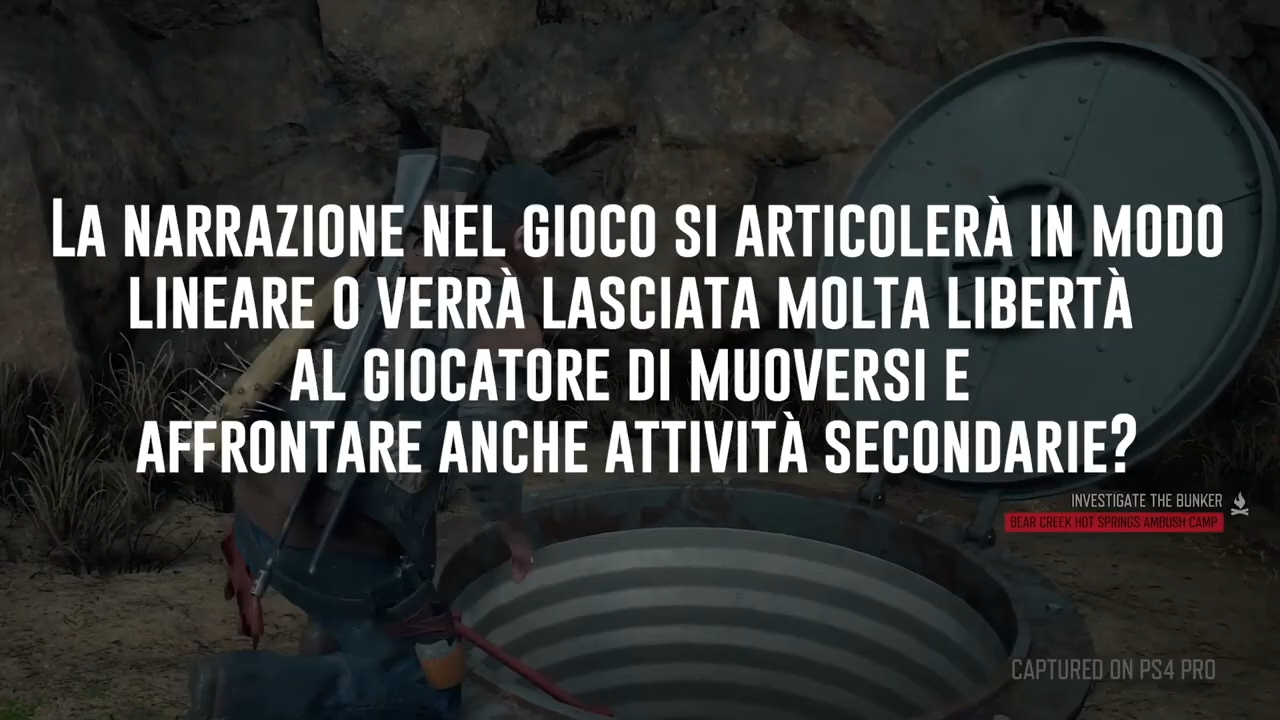 La narrazione nel gioco si articolerà in modo
lineare o verrà lasciata molta libertà
al giocatore di muoversi e
affrontare anche attività secondarie?
INVESTIGATE THE BUNKER
BEAR CREEK HOT SPRINGS AMBUSH CAMP
CAPTURED ON PS4 PRO